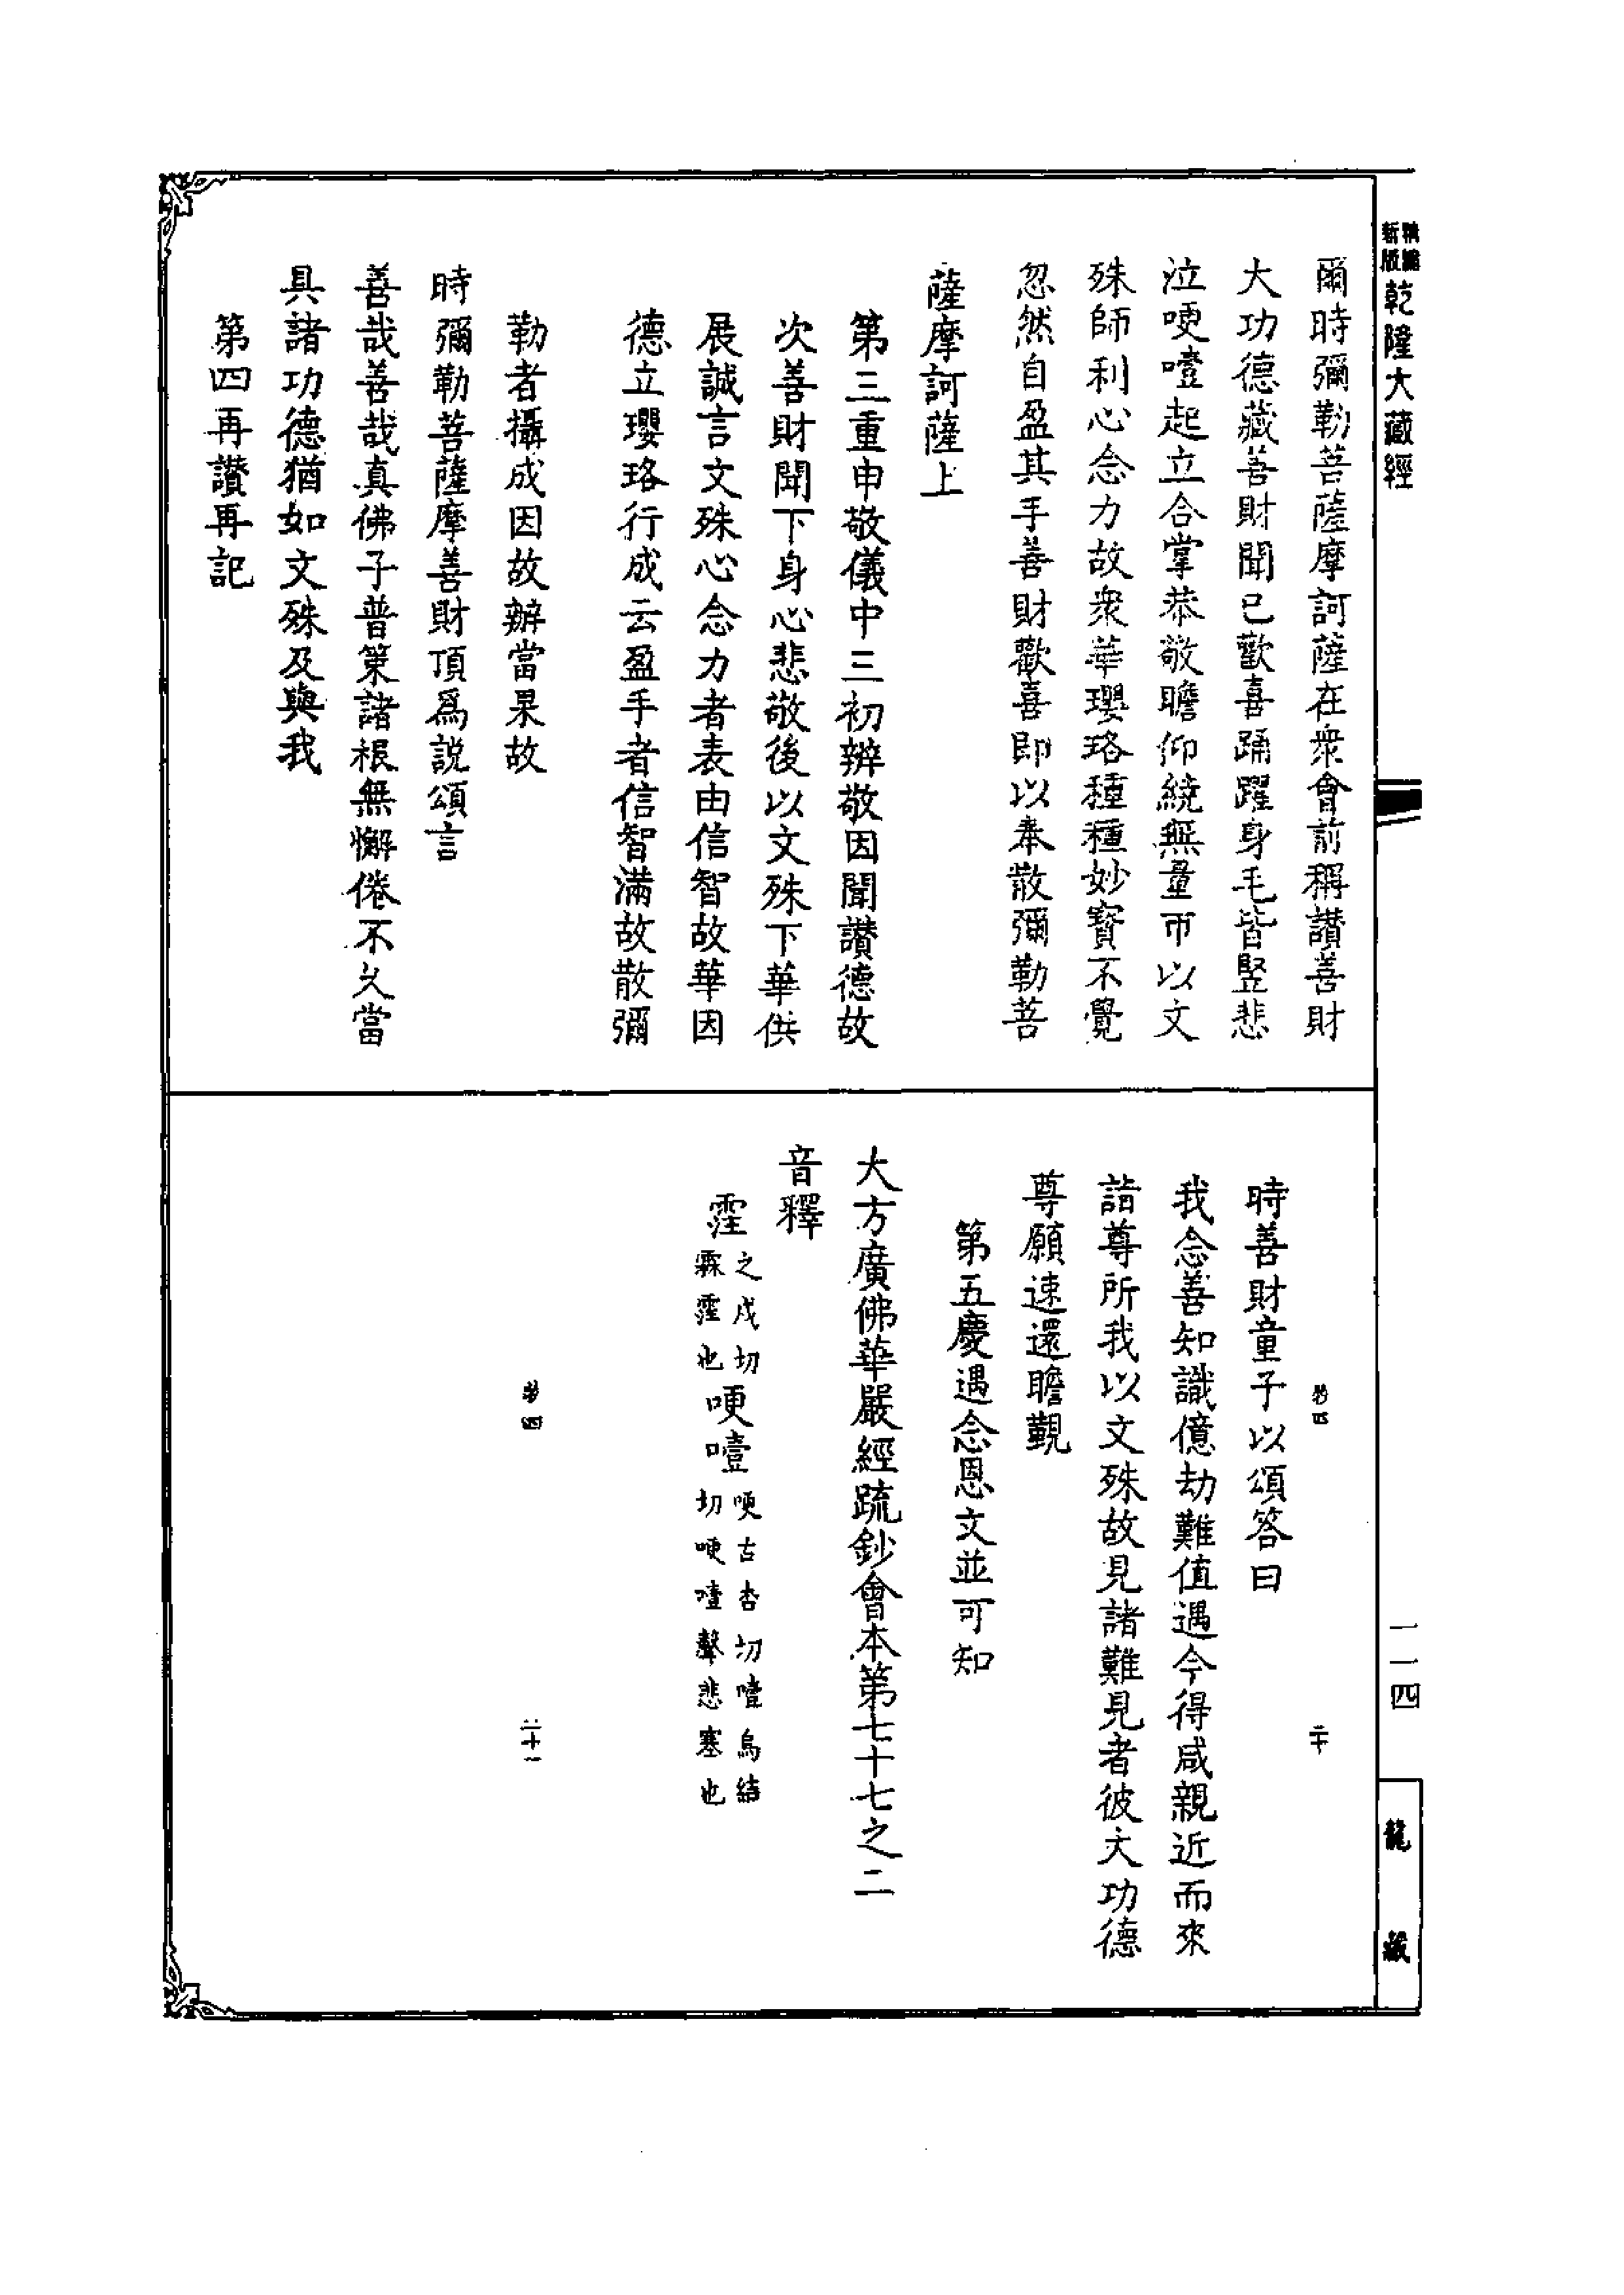 精編新版乾隆大藏經
爾時彌勒菩薩摩訶薩在衆會前稱讃善財
大功德藏善財聞已歡喜踊躍身毛皆豎悲
泣哽噎起立合掌恭敬瞻仰繞無量帀以文
殊師利心念力故衆華瓔珞種種妙寳不覺
忽然自盈其手善財歡喜即以奉散彌勒菩
薩摩訶薩上
第三重申敬儀中三初辨敬因聞讃德故
次善財聞下身心悲敬後以文殊下華供
展誠言文殊心念力者表由信智故華因
德立瓔珞行成云盈手者信智滿故散彌
勒者攝成因故辦當果故
時彌勒菩薩摩善財頂爲說頌言
善哉善哉真佛子普策諸根無懈倦不久當
具諸功德猶如文殊及與我
第四再讃再記
時善財童子以頌答曰
我念善知識億劫難值遇今得咸親近而來
詣尊所我以文殊故見諸難見者彼大功德
尊願速還瞻覲
第五慶遇念恩文並可知
大方廣佛華嚴經疏鈔會本第七十七之二
音釋
霔之戍切霖霔也哽噎哽古杏切噎烏結切哽噎聲悲塞也
一一四
龍藏
二十
二十一